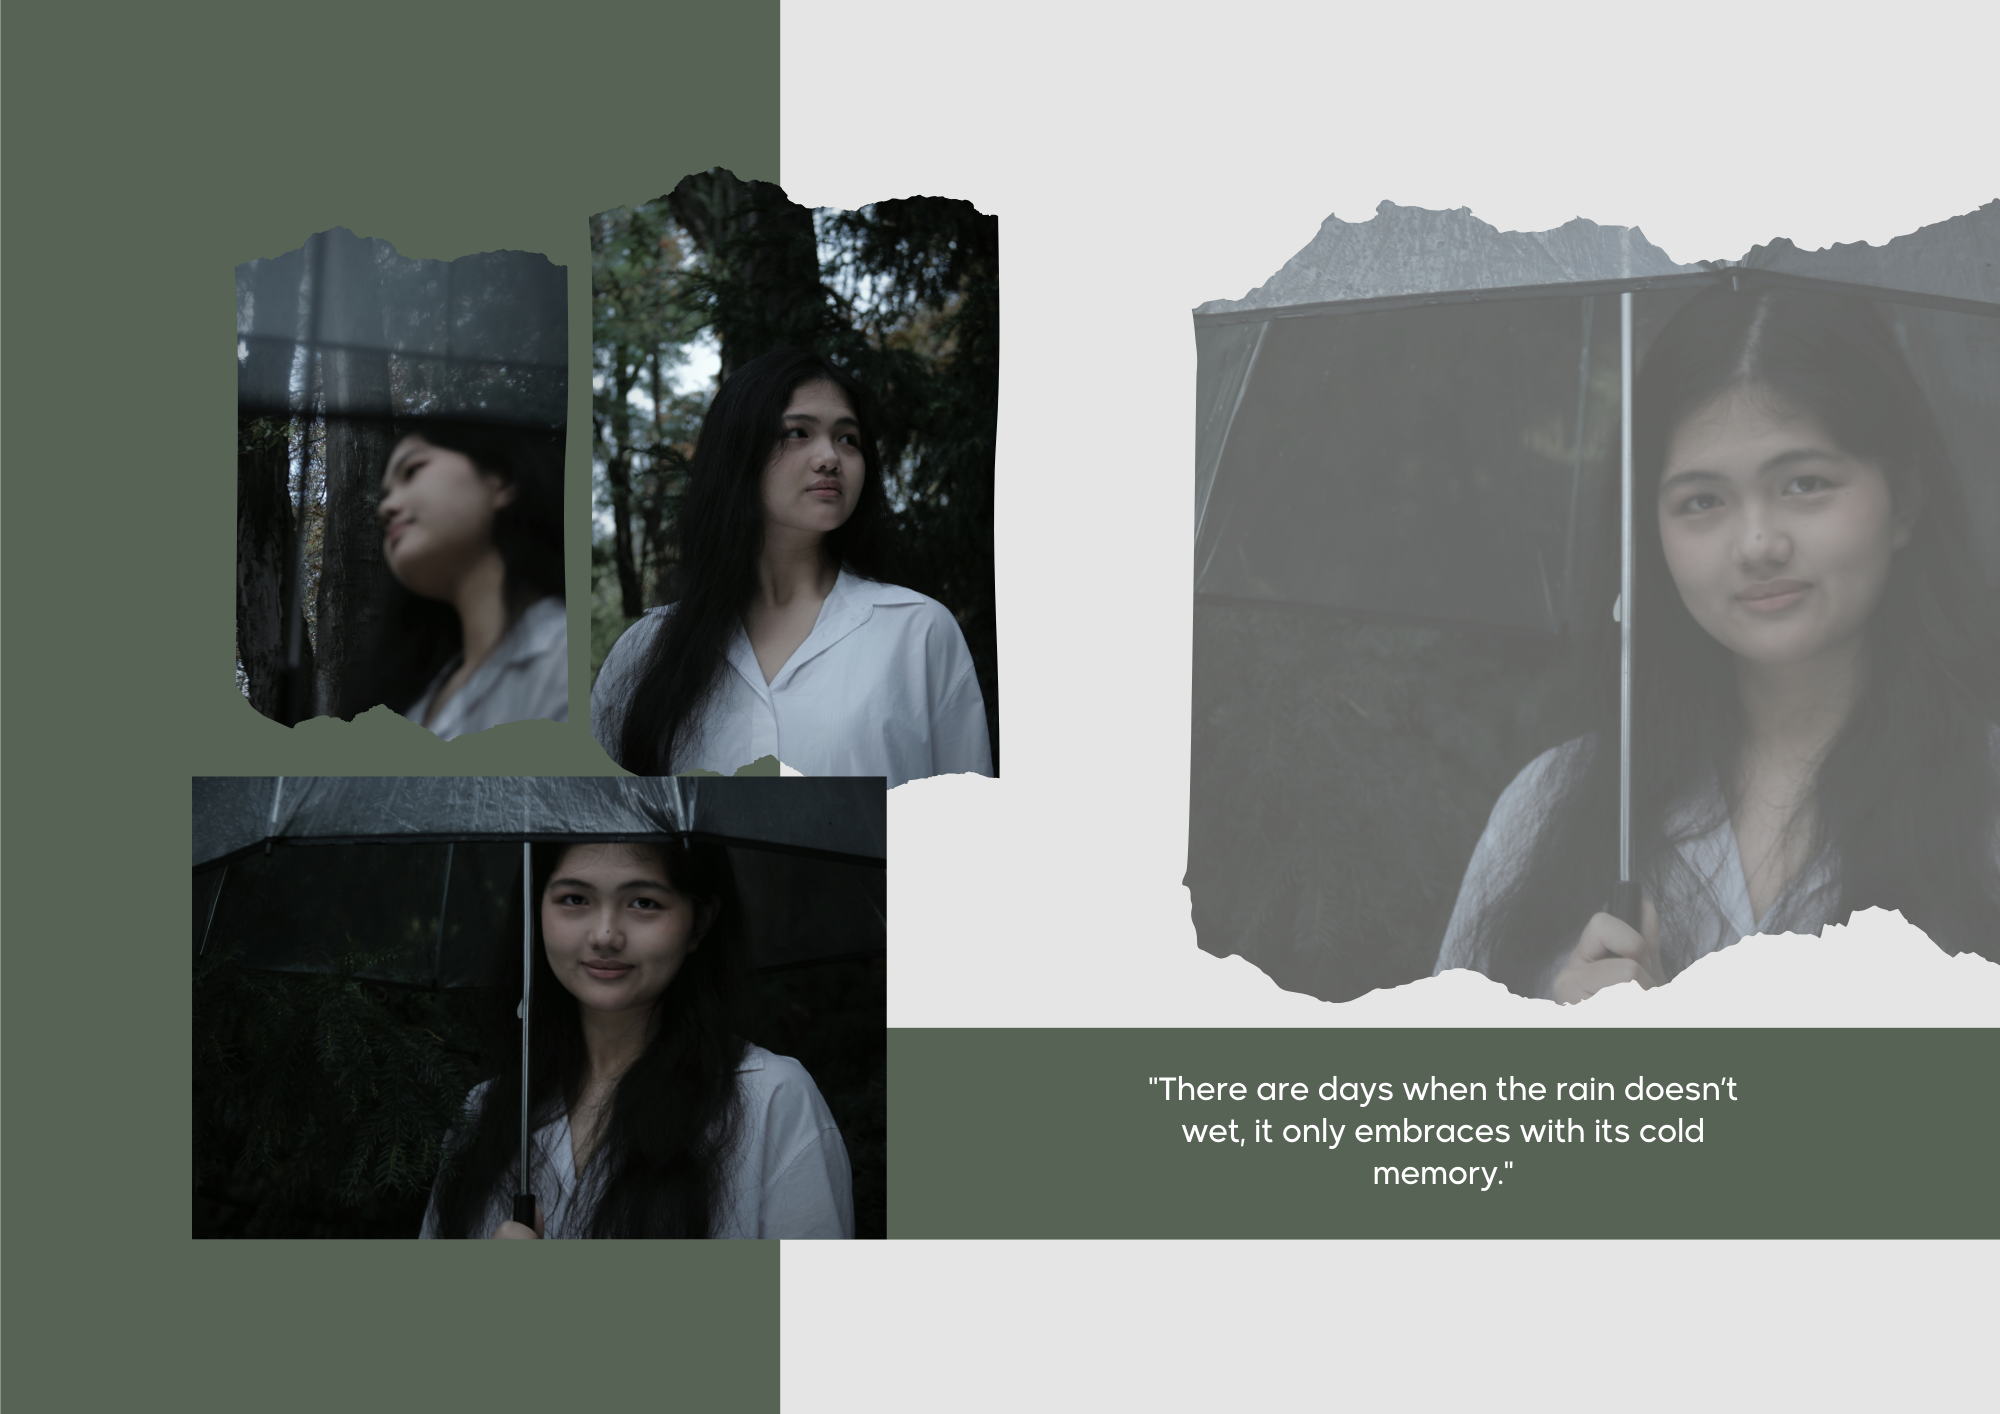 "There are days when the rain doesn't
wet, it only embraces with its cold
memory."